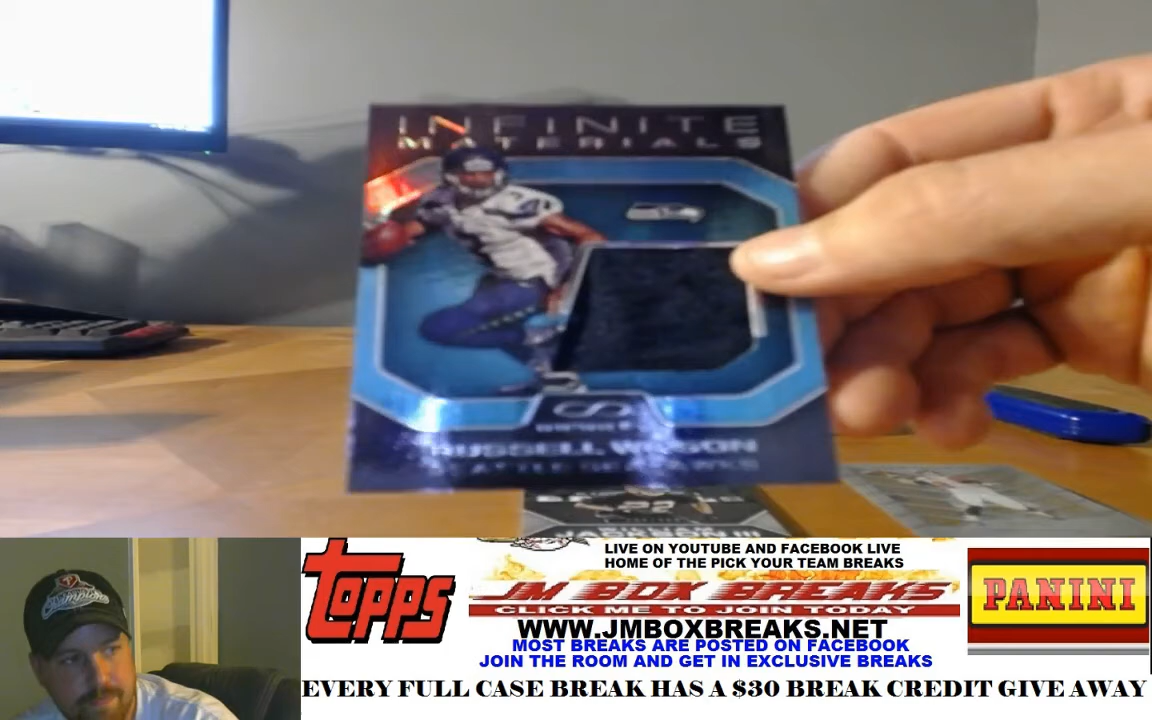 INFINITE
MATERIALS
RUSSELL WILSON
22
III
TOPPS
LIVE ON YOUTUBE AND FACEBOOK LIVE
HOME OF THE PICK YOUR TEAM BREAKS
JM BOX BREAKS
CLICK ME TO JOIN TODAY
WWW.JMBOXBREAKS.NET
MOST BREAKS ARE POSTED ON FACEBOOK
JOIN THE ROOM AND GET IN EXCLUSIVE BREAKS
PANINI
EVERY FULL CASE BREAK HAS A $30 BREAK CREDIT GIVE AWAY